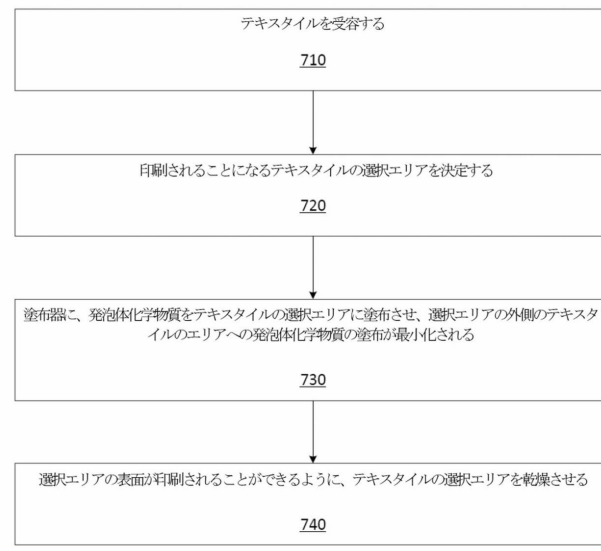 テキスタイルを受容する
710
印刷されることになるテキスタイルの選択エリアを決定する
720
塗布器に、発泡体化学物質をテキスタイルの選択エリアに塗布させ、選択エリアの外側のテキスタ
イルのエリアへの発泡体化学物質の塗布が最小化される
730
選択エリアの表面が印刷されることができるように、テキスタイルの選択エリアを乾燥させる
740